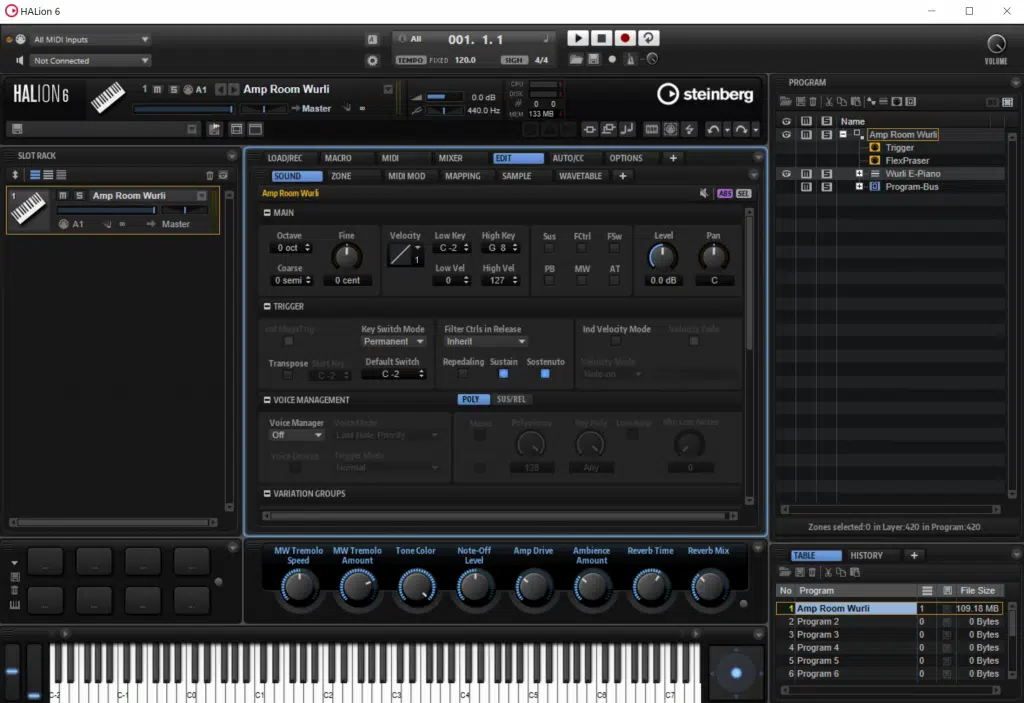 HALion 6
All MIDI Inputs
A All 001. 1. 1
Not Connected
TEMPO FIXED 120.0 SIGN 4/4
VOLUME
HALION 6
1 M S A1 Amp Room Wurli
Master
0.0 dB
440.0 Hz
CPU
DISK
# 0 0
MEM 133 MB
steinberg
SLOT RACK
1 M S Amp Room Wurli
A1 ∞ Master
LOAD/REC MACRO MIDI MIXER EDIT AUTO/CC OPTIONS +
SOUND ZONE MIDI MOD MAPPING SAMPLE WAVETABLE +
Amp Room Wurli ABS SEL
MAIN
Octave Fine Velocity Low Key High Key Sus FCtrl FSw Level Pan
0 oct C -2 G 8
1
Coarse Low Vel High Vel PB MW AT
0 semi 0 cent 0 127 0.0 dB C
TRIGGER
Key Switch Mode Filter Ctrls in Release Ind Velocity Mode Velocity Fade
Permanent Inherit
Transpose Start Key Default Switch Repedaling Sustain Sostenuto Velocity Mode
C -2 C -2 Note-on
VOICE MANAGEMENT POLY SUS/REL
Voice Manager Voice Mode Mono Polyphony Key Poly
Off Last Note Priority
Voice Groups Trigger Mode
Normal 128 Any 0
VARIATION GROUPS
MW Tremolo Speed MW Tremolo Amount Tone Color Note-Off Level Amp Drive Ambience Amount Reverb Time Reverb Mix
C-2 C-1 C0 C1 C2 C3 C4 C5 C6 C7
PROGRAM
M S Name
M S Amp Room Wurli
Trigger
FlexPraser
M S Wurli E-Piano
M S Program-Bus
Zones selected:0 in Layer:420 in Program:420
TABLE HISTORY +
No Program File Size
1 Amp Room Wurli 1 109.18 MB
2 Program 2 0 0 Bytes
3 Program 3 0 0 Bytes
4 Program 4 0 0 Bytes
5 Program 5 0 0 Bytes
6 Program 6 0 0 Bytes